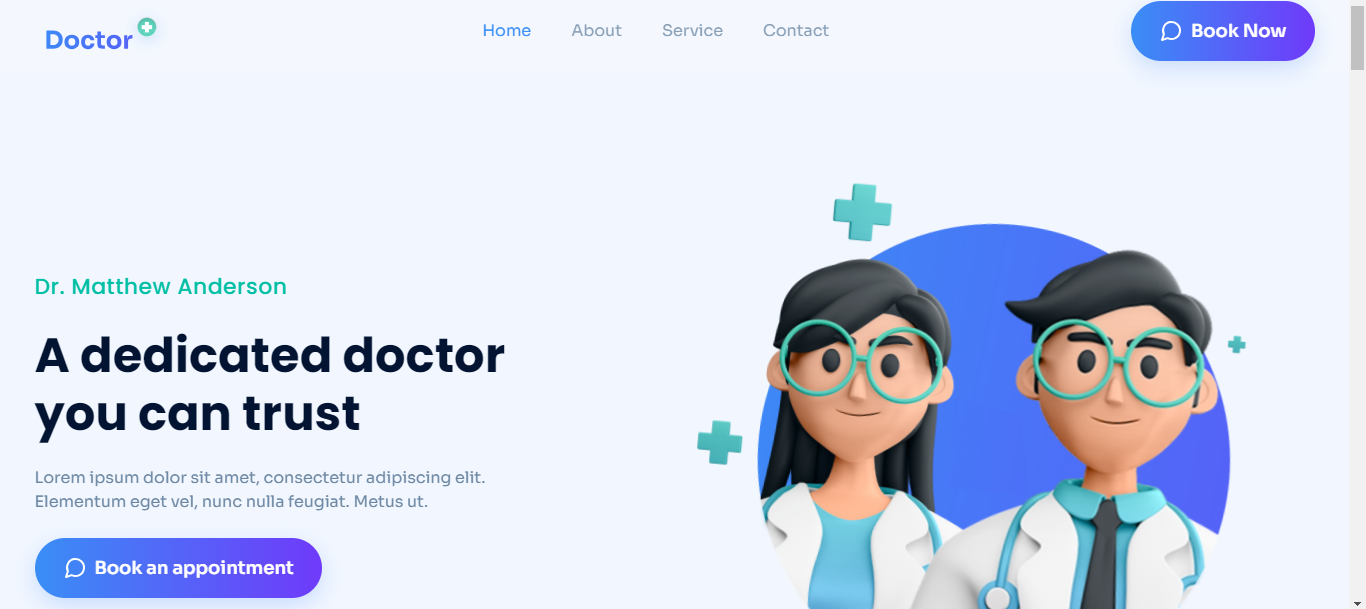 Doctor
Home
About
Service
Contact
Book Now
Dr. Matthew Anderson
A dedicated doctor
you can trust
Lorem ipsum dolor sit amet, consectetur adipiscing elit.
Elementum eget vel, nunc nulla feugiat. Metus ut.
Book an appointment